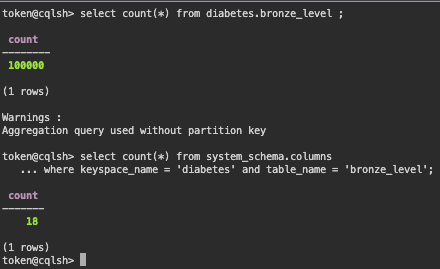 token@cqlsh> select count(*) from diabetes.bronze_level ;
count
--------
100000
(1 rows)
Warnings :
Aggregation query used without partition key
token@cqlsh> select count(*) from system_schema.columns
... where keyspace_name = 'diabetes' and table_name = 'bronze_level';
count
-------
18
(1 rows)
token@cqlsh>